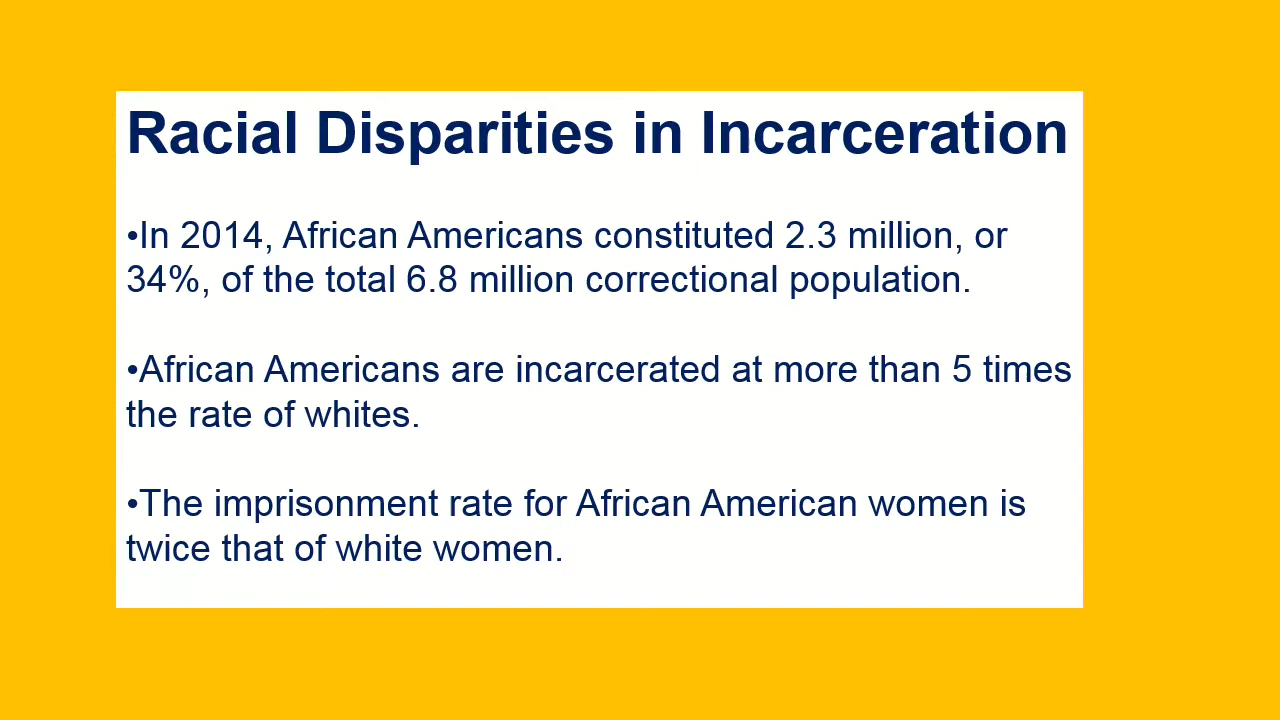 Racial Disparities in Incarceration
•In 2014, African Americans constituted 2.3 million, or
34%, of the total 6.8 million correctional population.
•African Americans are incarcerated at more than 5 times
the rate of whites.
•The imprisonment rate for African American women is
twice that of white women.